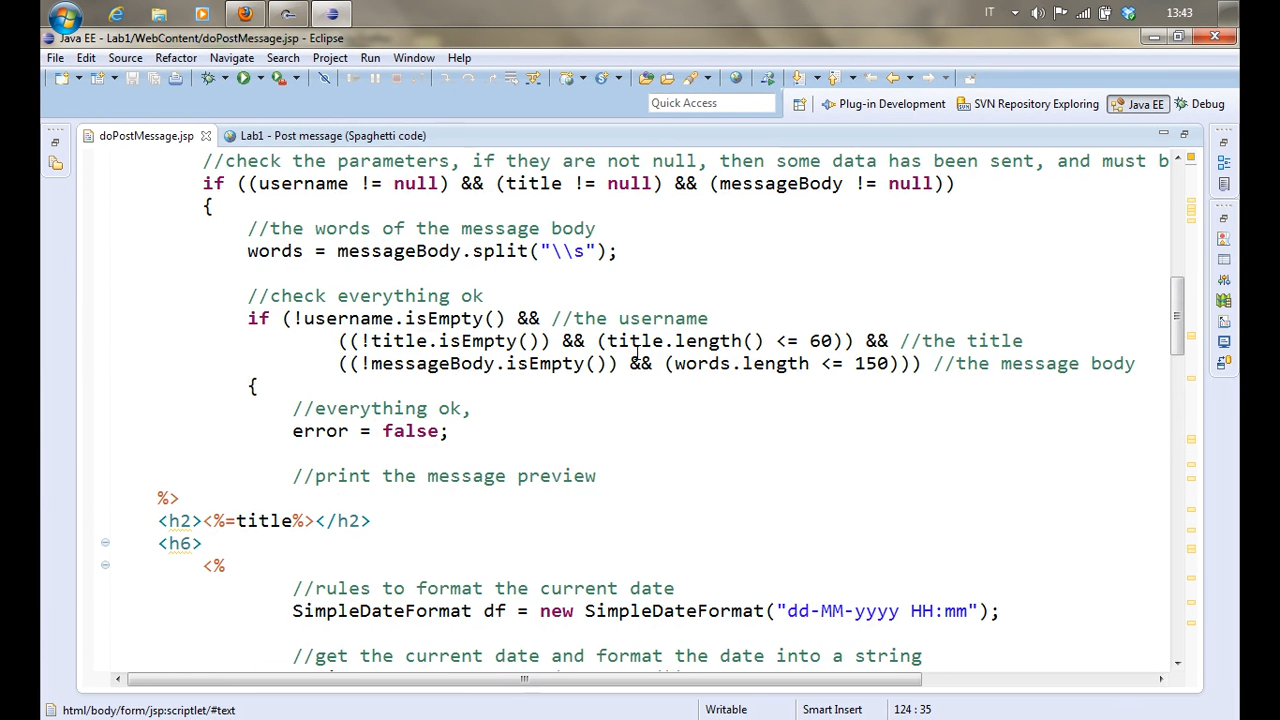 IT
13:43
Java EE - Lab1/WebContent/doPostMessage.jsp - Eclipse
File Edit Source Refactor Navigate Search Project Run Window Help
Quick Access
Plug-in Development
SVN Repository Exploring
Java EE
Debug
doPostMessage.jsp
Lab1 - Post message (Spaghetti code)
//check the parameters, if they are not null, then some data has been sent, and must b
if ((username != null) && (title != null) && (messageBody != null))
{
//the words of the message body
words = messageBody.split("\\s");
//check everything ok
if (!username.isEmpty() && //the username
((!title.isEmpty()) && (title.length() <= 60)) && //the title
((!messageBody.isEmpty()) && (words.length <= 150))) //the message body
{
//everything ok,
error = false;
//print the message preview
%>
<h2><%=title%></h2>
<h6>
<%
//rules to format the current date
SimpleDateFormat df = new SimpleDateFormat("dd-MM-yyyy HH:mm");
//get the current date and format the date into a string
html/body/form/jsp:scriptlet/#text
Writable
Smart Insert
124 : 35